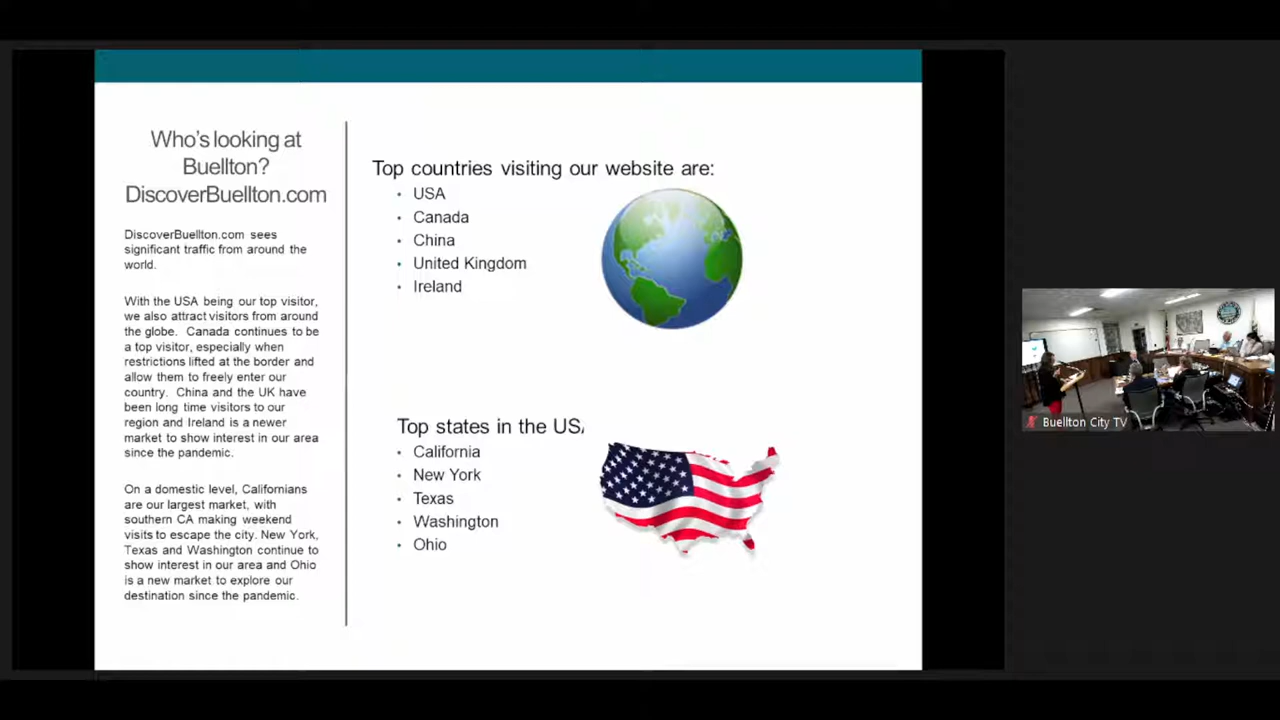 Who's looking at
Buellton?
DiscoverBuellton.com
DiscoverBuellton.com sees
significant traffic from around the
world.
With the USA being our top visitor,
we also attract visitors from around
the globe. Canada continues to be
a top visitor, especially when
restrictions lifted at the border and
allow them to freely enter our
country. China and the UK have
been long time visitors to our
region and Ireland is a newer
market to show interest in our area
since the pandemic.
On a domestic level, Californians
are our largest market, with
southern CA making weekend
visits to escape the city. New York,
Texas and Washington continue to
show interest in our area and Ohio
is a new market to explore our
destination since the pandemic.
Top countries visiting our website are:
• USA
• Canada
• China
• United Kingdom
• Ireland
Top states in the USA
• California
• New York
• Texas
• Washington
• Ohio
Buellton City TV